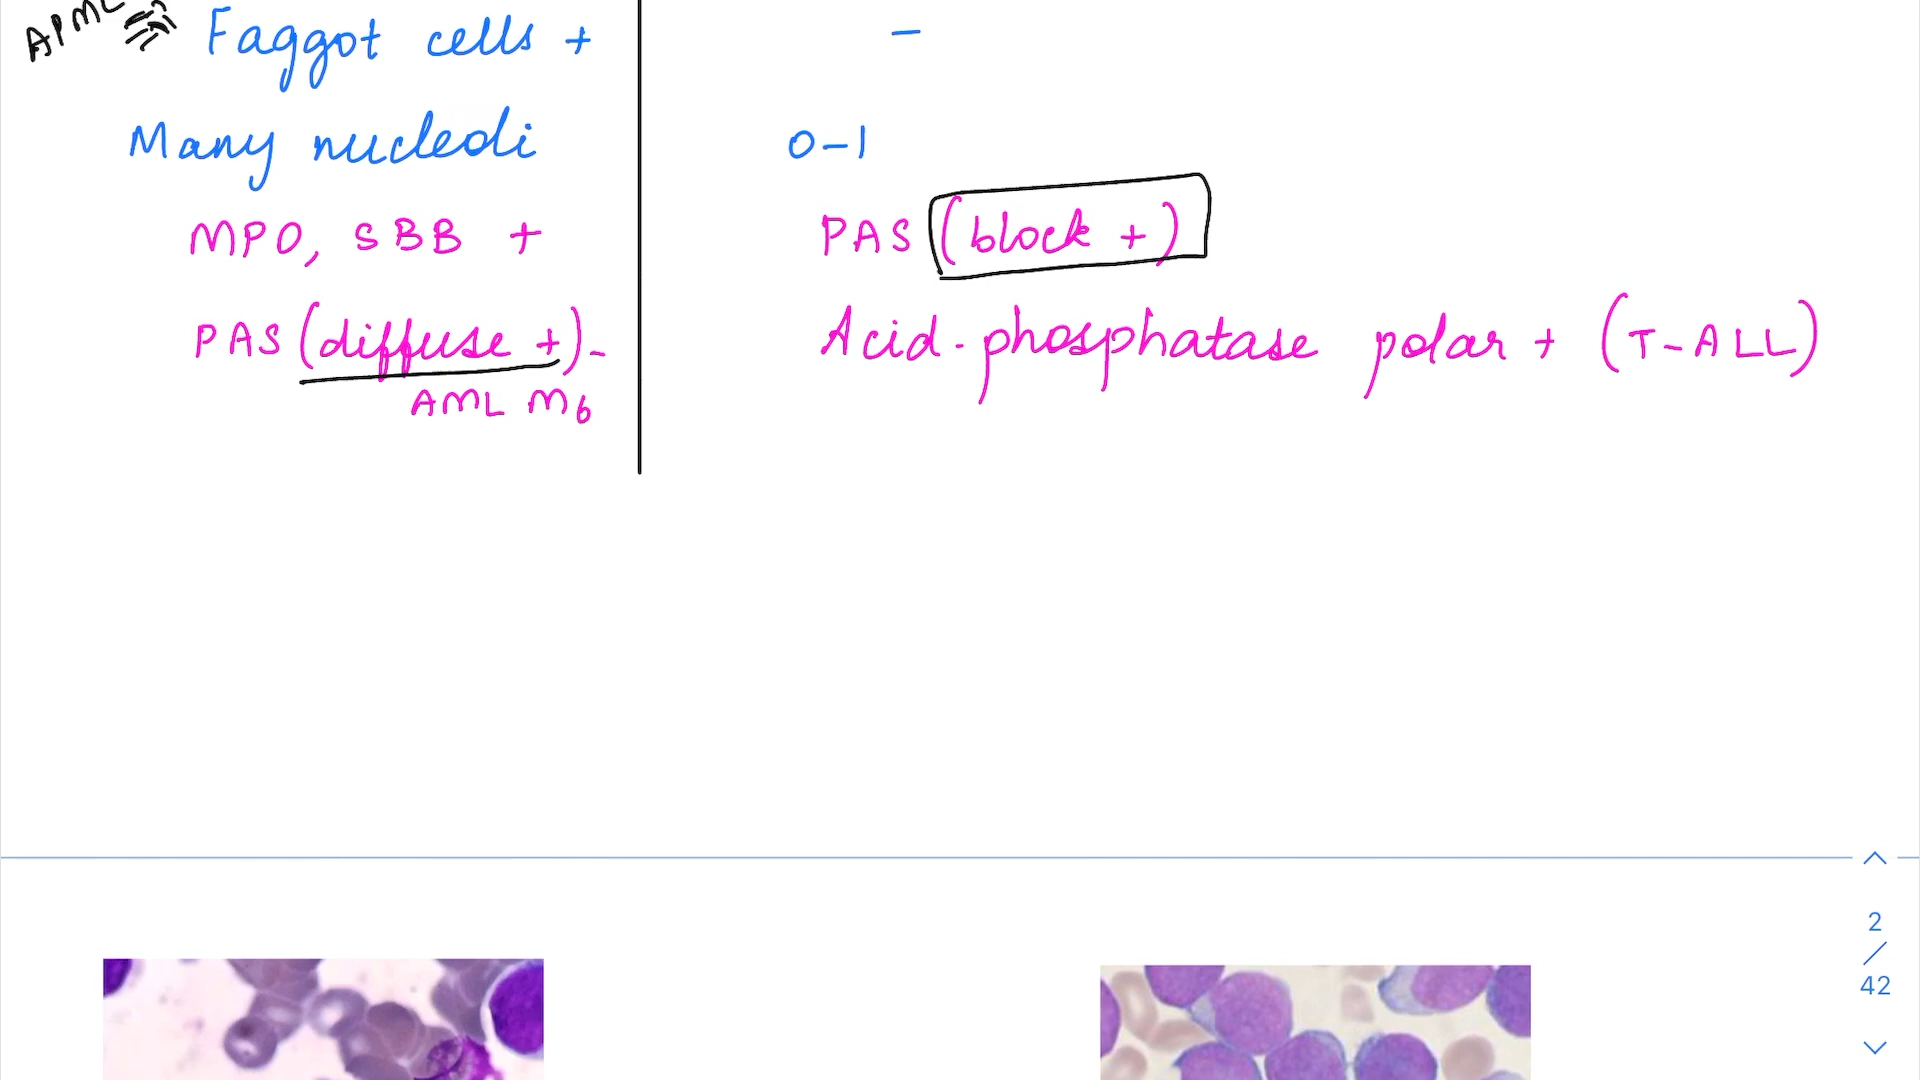 APML ⇒ Faggot cells + –
Many nucleoli 0-1
MPO, SBB + PAS (block +)
PAS (diffuse +) - Acid-phosphatase polar + (T-ALL)
AML M6
2
/
42